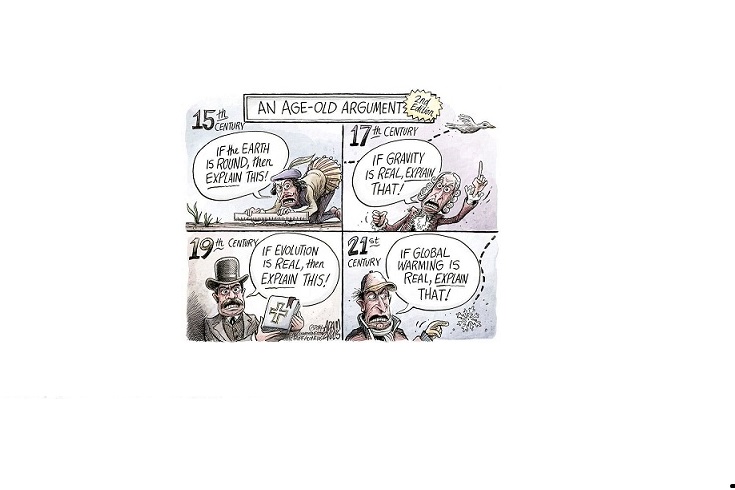 AN AGE-OLD ARGUMENT
2nd
Edition
15th
CENTURY
IF the EARTH
IS ROUND, then
EXPLAIN THIS!
17th CENTURY
IF GRAVITY
IS REAL, EXPLAIN
THAT!
19th CENTURY
IF EVOLUTION
IS REAL, then
EXPLAIN THIS!
21st
CENTURY
IF GLOBAL
WARMING IS
REAL, EXPLAIN
THAT!